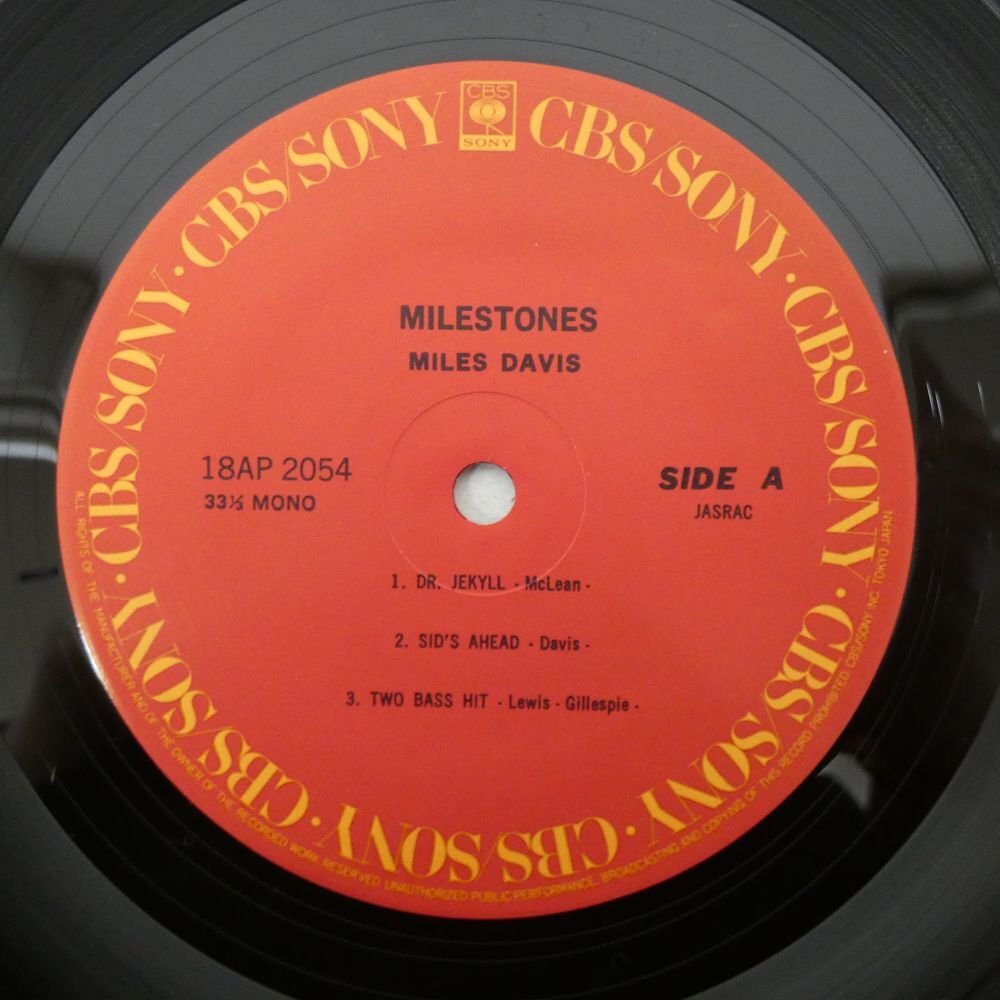 CBS
SONY
CBS/SONY · CBS/SONY · CBS/SONY · CBS/SONY · CBS/SONY · CBS/SONY · CBS/SONY · CBS/SONY
MILESTONES
MILES DAVIS
18AP 2054
33⅓ MONO
SIDE A
JASRAC
1. DR. JEKYLL - McLean -
2. SID'S AHEAD - Davis -
3. TWO BASS HIT - Lewis - Gillespie -
ALL RIGHTS OF THE MANUFACTURER AND OF THE OWNER OF THE RECORDED WORK RESERVED UNAUTHORIZED PUBLIC PERFORMANCE, BROADCASTING AND COPYING OF THIS RECORD PROHIBITED. CBS/SONY INC. TOKYO JAPAN